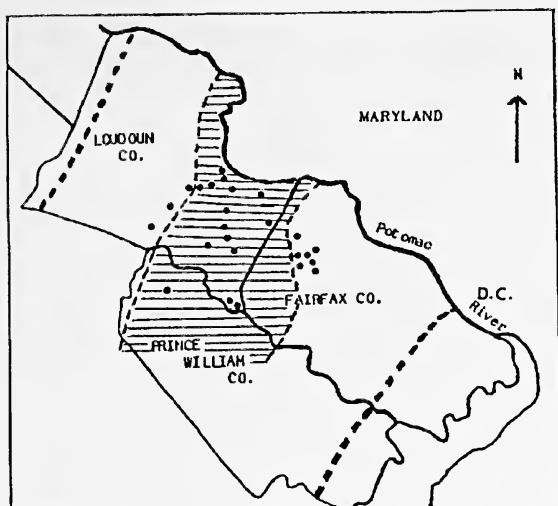 N
MARYLAND
LOUDOUN
CO.
Potomac
River
D.C.
FAIRFAX CO.
PRINCE
WILLIAM
CO.